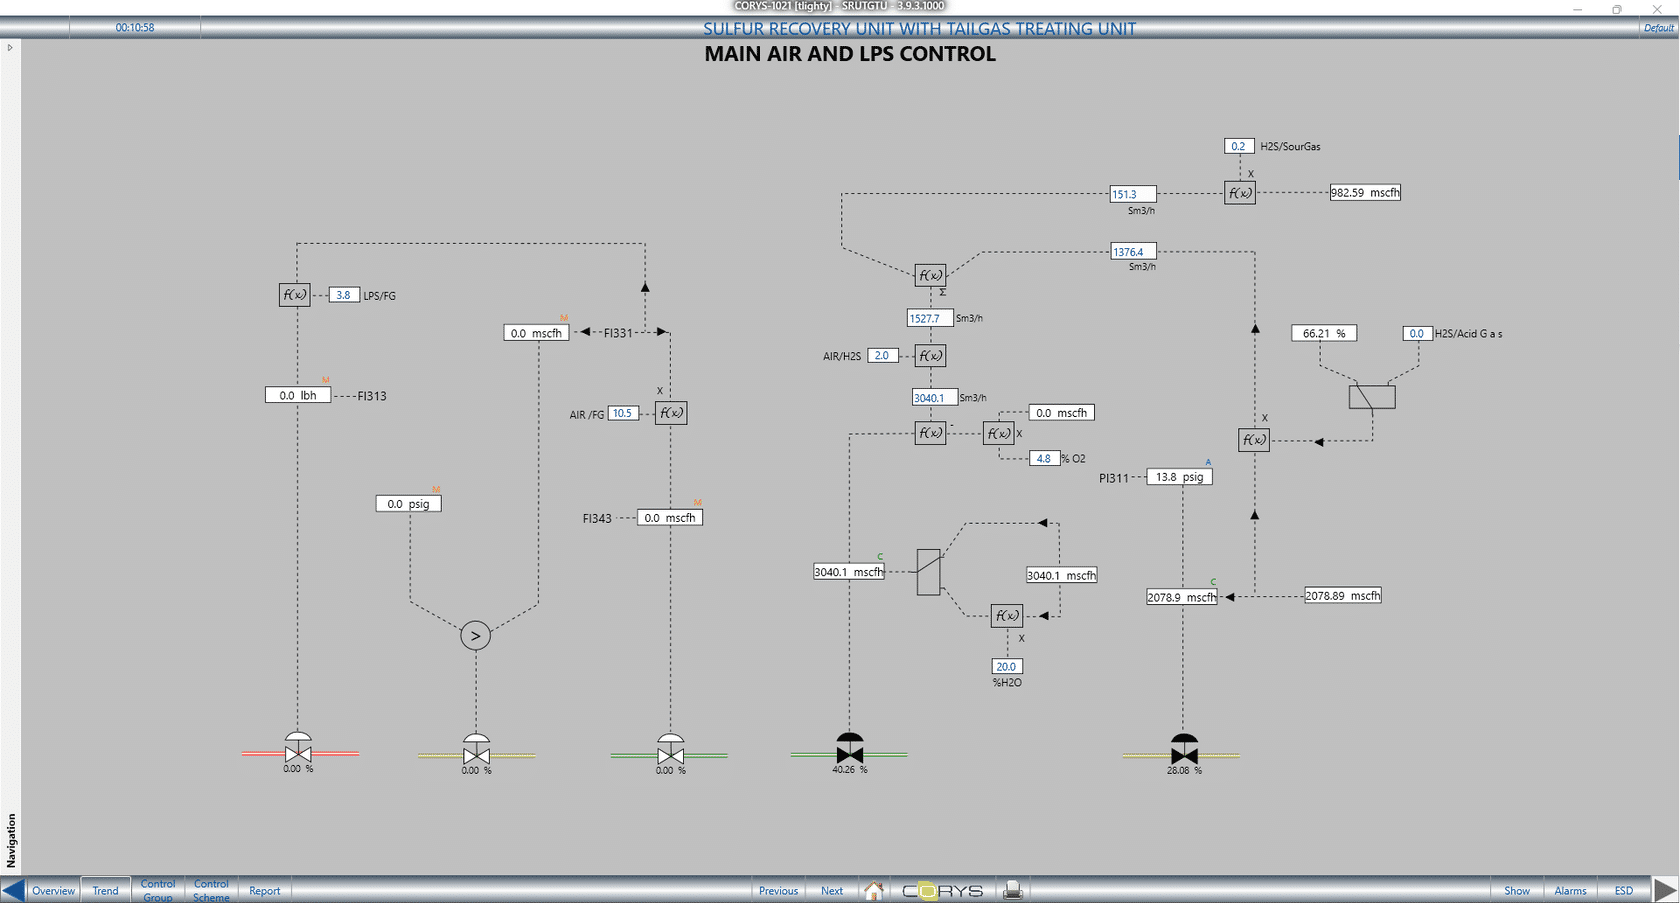 CORYS-1021 [tlighty] - SRUTGTU - 3.9.3.1000
00:10:58
SULFUR RECOVERY UNIT WITH TAILGAS TREATING UNIT
Default
MAIN AIR AND LPS CONTROL
0.2 H2S/SourGas
X
151.3
f(x)
982.59 mscfh
Sm3/h
1376.4
Sm3/h
f(x)
Σ
f(x)
3.8 LPS/FG
M
0.0 mscfh
FI331
1527.7 Sm3/h
66.21 %
0.0 H2S/Acid G a s
AIR/H2S 2.0
f(x)
M
0.0 lbh
FI313
X
AIR /FG 10.5
f(x)
3040.1 Sm3/h
0.0 mscfh
-
f(x)
f(x) X
X
f(x)
4.8 % O2
A
PI311
13.8 psig
M
0.0 psig
M
FI343
0.0 mscfh
C
3040.1 mscfh
3040.1 mscfh
C
2078.9 mscfh
2078.89 mscfh
f(x)
X
>
20.0
%H2O
0.00 %
0.00 %
0.00 %
40.26 %
28.08 %
Navigation
Overview
Trend
Control
Group
Control
Scheme
Report
Previous
Next
CORYS
Show
Alarms
ESD